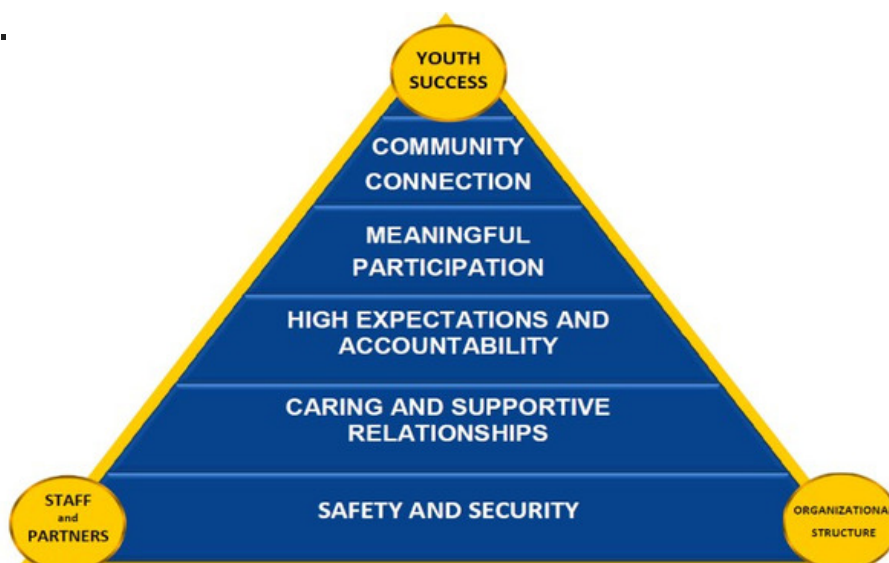 YOUTH
SUCCESS
COMMUNITY
CONNECTION
MEANINGFUL
PARTICIPATION
HIGH EXPECTATIONS AND
ACCOUNTABILITY
CARING AND SUPPORTIVE
RELATIONSHIPS
SAFETY AND SECURITY
STAFF
and
PARTNERS
STRUCTURE